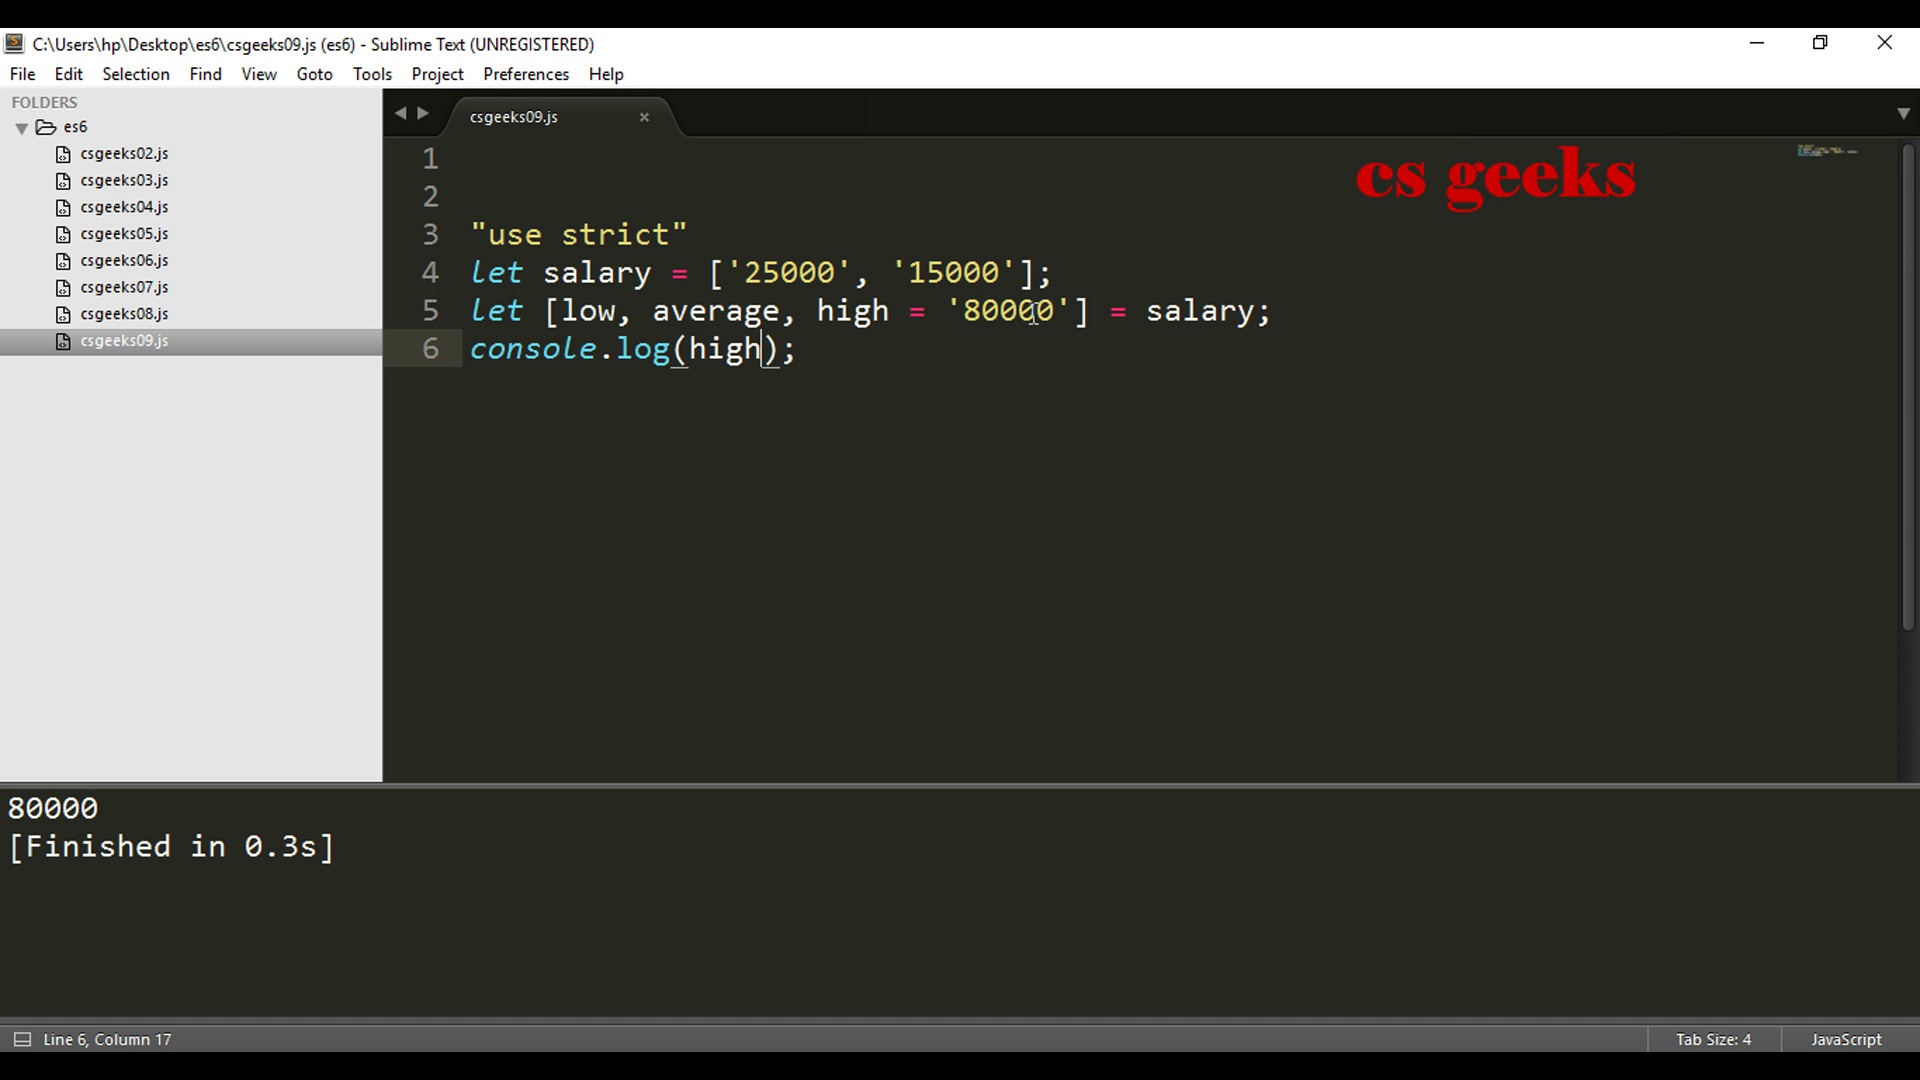 C:\Users\hp\Desktop\es6\csgeeks09.js (es6) - Sublime Text (UNREGISTERED)
File Edit Selection Find View Goto Tools Project Preferences Help
FOLDERS
es6
csgeeks02.js
csgeeks03.js
csgeeks04.js
csgeeks05.js
csgeeks06.js
csgeeks07.js
csgeeks08.js
csgeeks09.js
csgeeks09.js
cs geeks
1
2
3 "use strict"
4 let salary = ['25000', '15000'];
5 let [low, average, high = '80000'] = salary;
6 console.log(high);
80000
[Finished in 0.3s]
Line 6, Column 17
Tab Size: 4
JavaScript